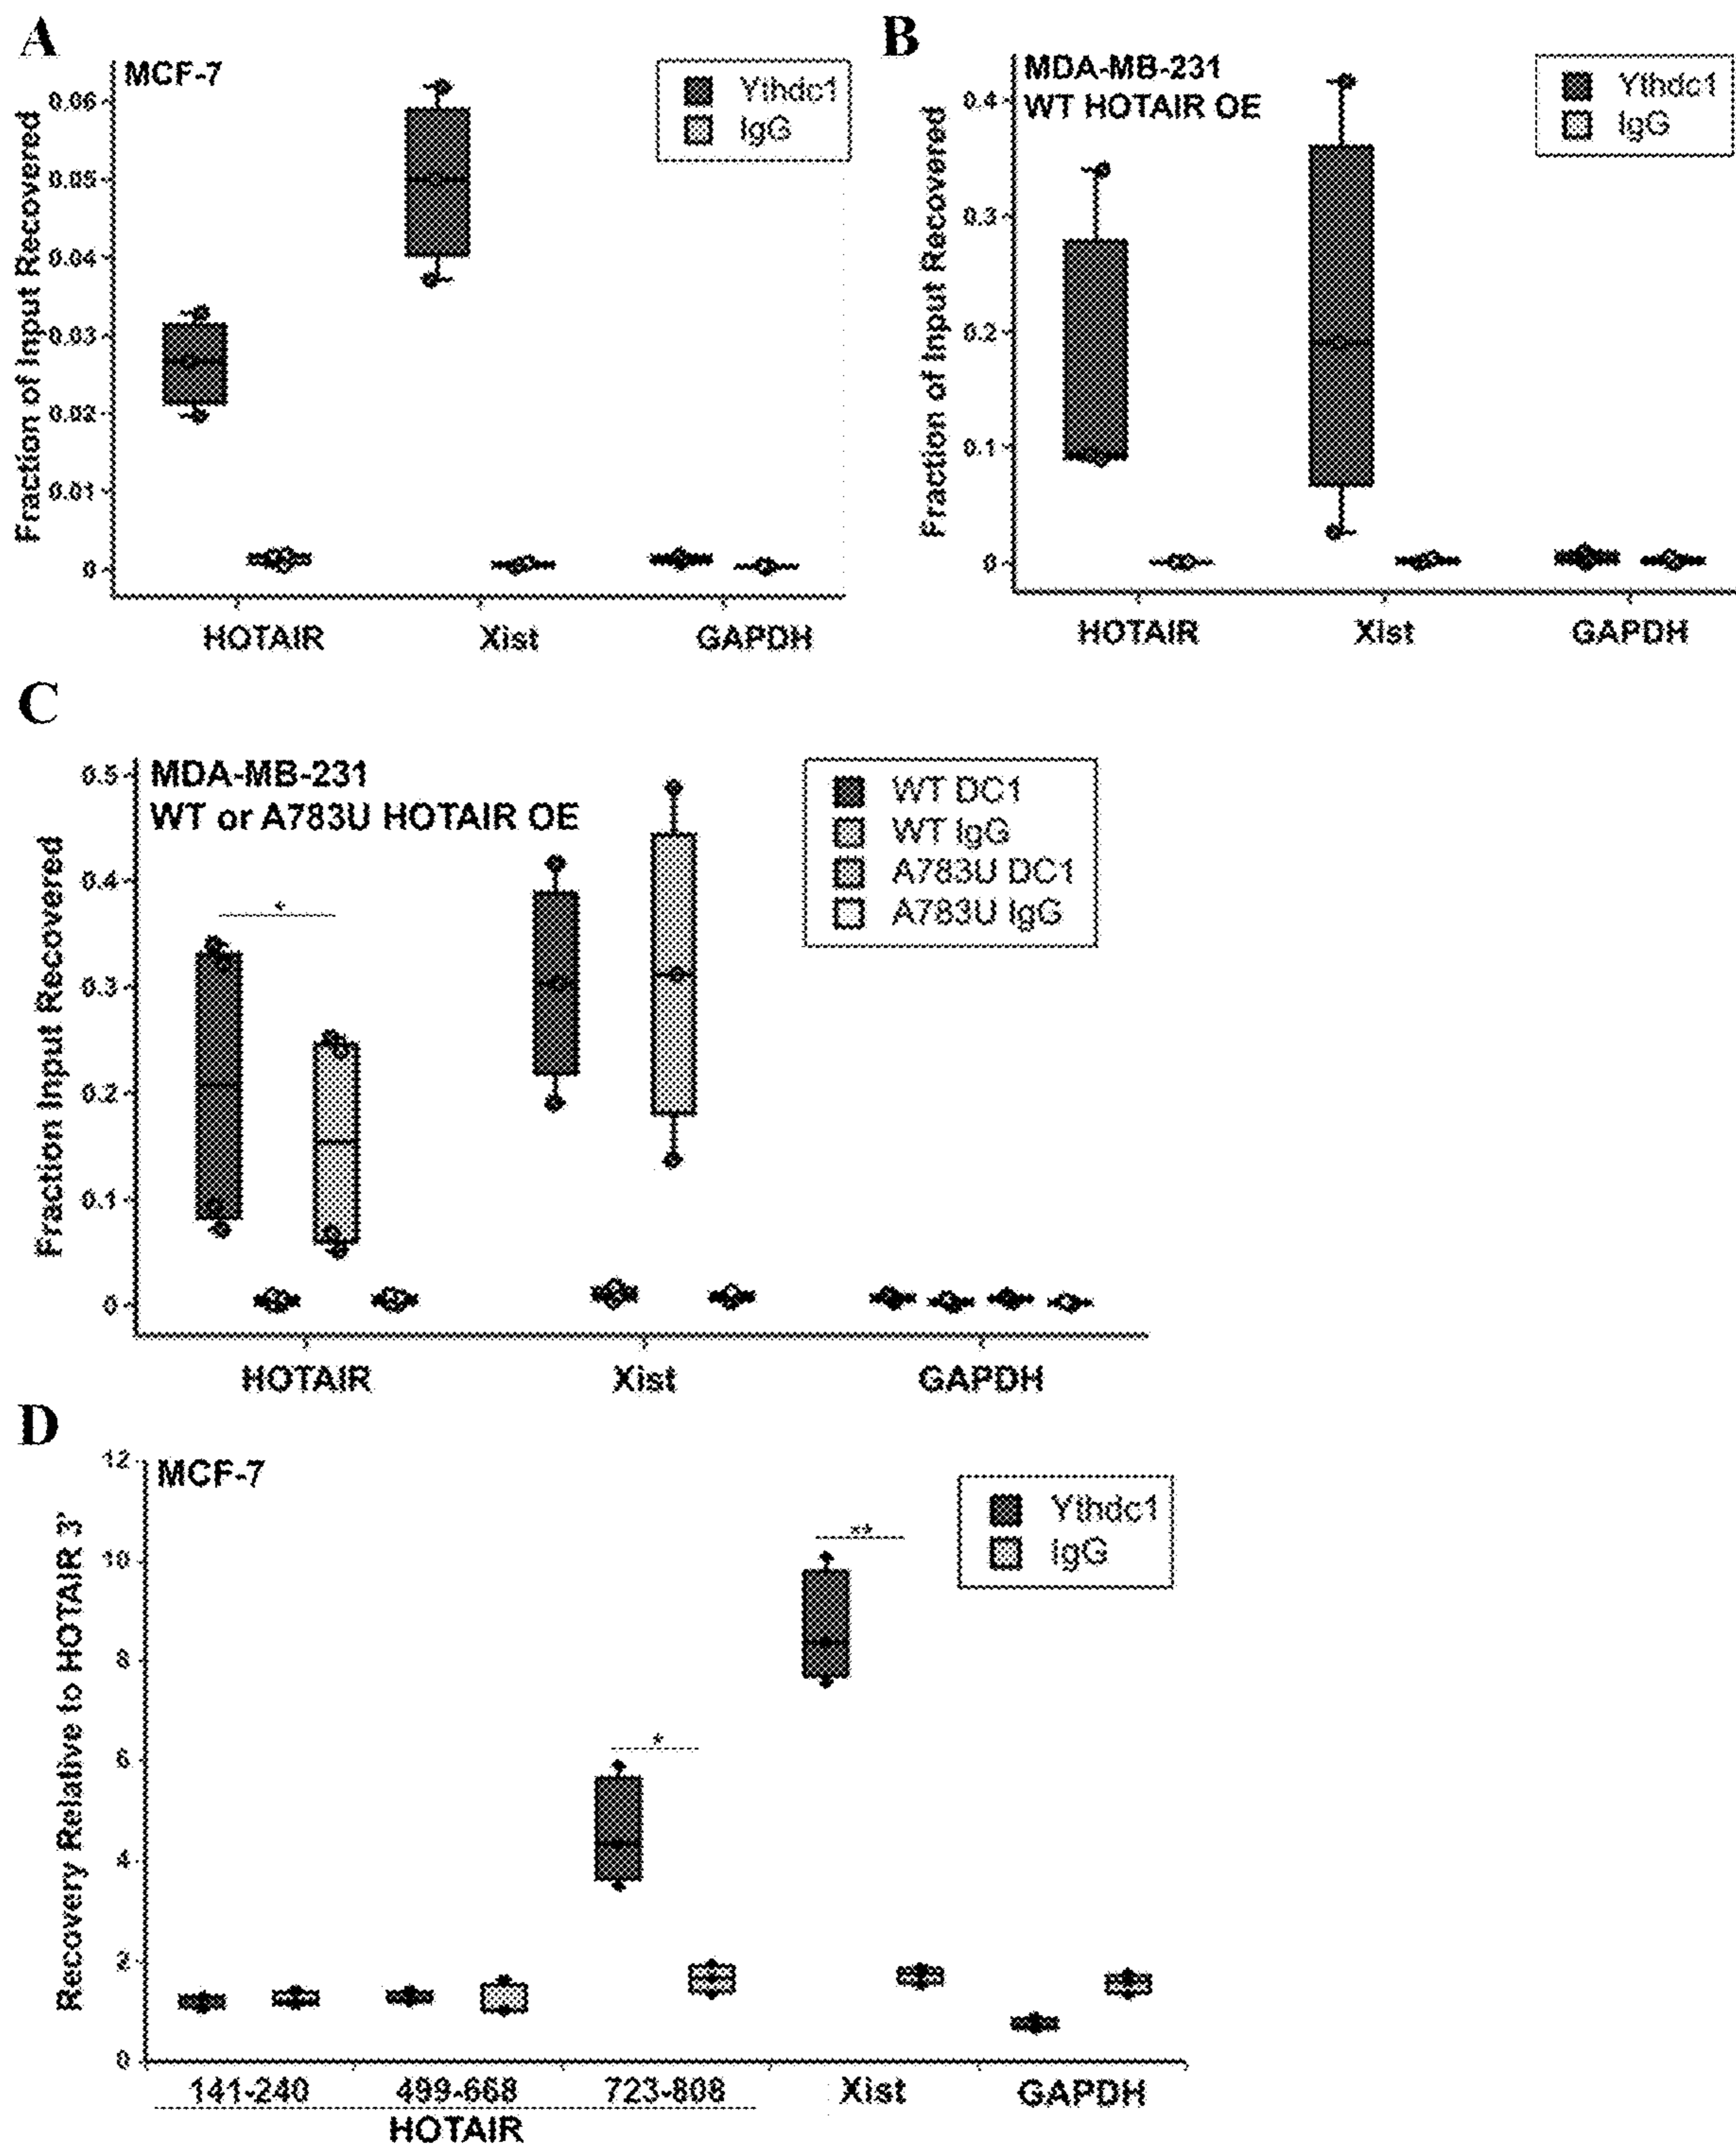 A
MCF-7
Ythdc1
IgG
Fraction of Input Recovered
0.06
0.05
0.04
0.03
0.02
0.01
0
HOTAIR Xist GAPDH
B
MDA-MB-231
WT HOTAIR OE
Ythdc1
IgG
Fraction of Input Recovered
0.4
0.3
0.2
0.1
0
HOTAIR Xist GAPDH
C
MDA-MB-231
WT or A783U HOTAIR OE
WT DC1
WT IgG
A783U DC1
A783U IgG
Fraction Input Recovered
0.5
0.4
0.3
0.2
0.1
0
*
HOTAIR Xist GAPDH
D
MCF-7
Ythdc1
IgG
Recovery Relative to HOTAIR 3'
12
10
8
6
4
2
0
**
*
141-240 499-668 723-808 Xist GAPDH
HOTAIR